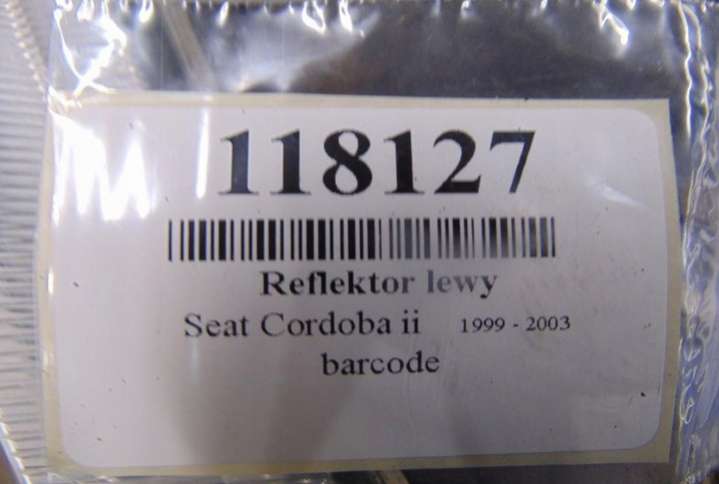 118127
Reflektor lewy
Seat Cordoba ii 1999 - 2003
barcode